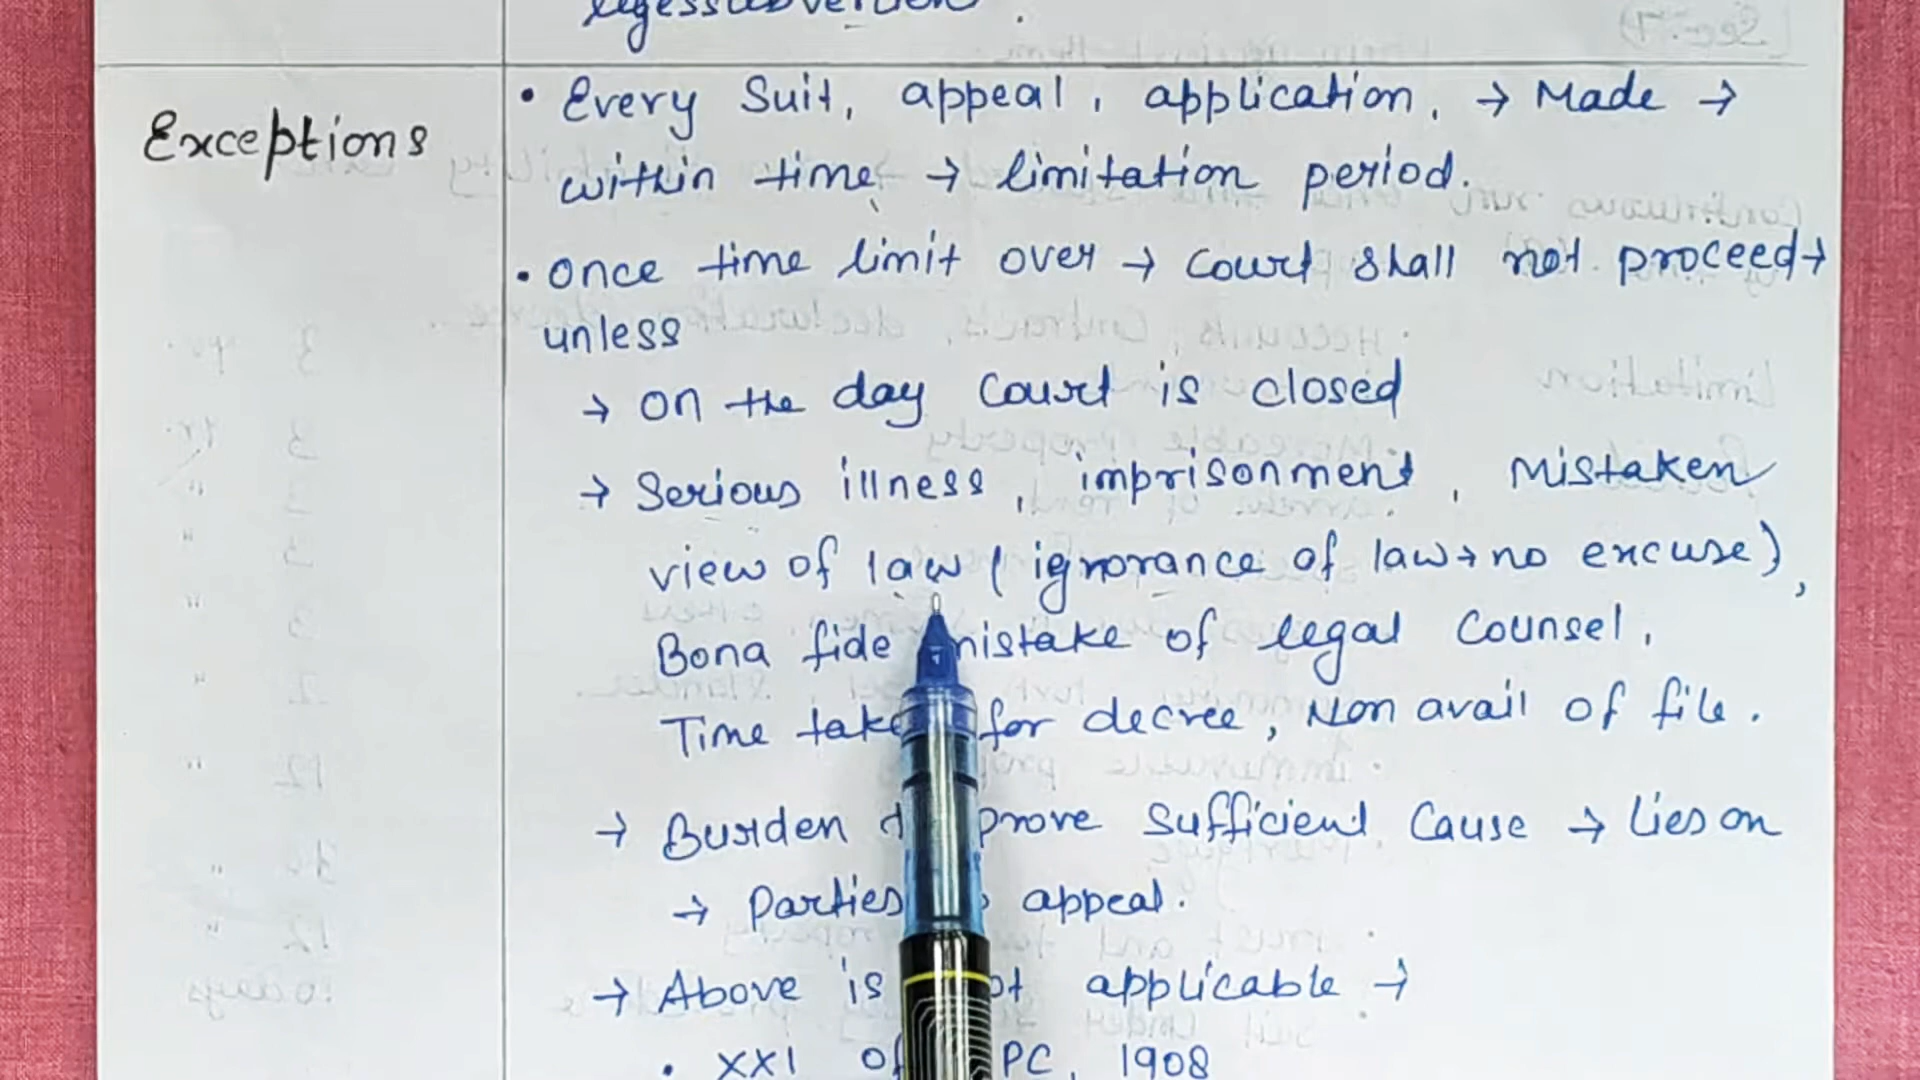 Exceptions
• Every Suit, appeal, application, → Made →
within time → limitation period.
• Once time limit over → Court shall not proceed →
unless
→ On the day Court is closed
→ Serious illness, imprisonment, Mistaken
view of law (ignorance of law → no excuse),
Bona fide mistake of legal Counsel,
Time for decree, Non avail of file.
→ Burden prove Sufficient Cause → Lies on
→ Parties appeal.
→ Above is applicable →
• XXI PC, 1908